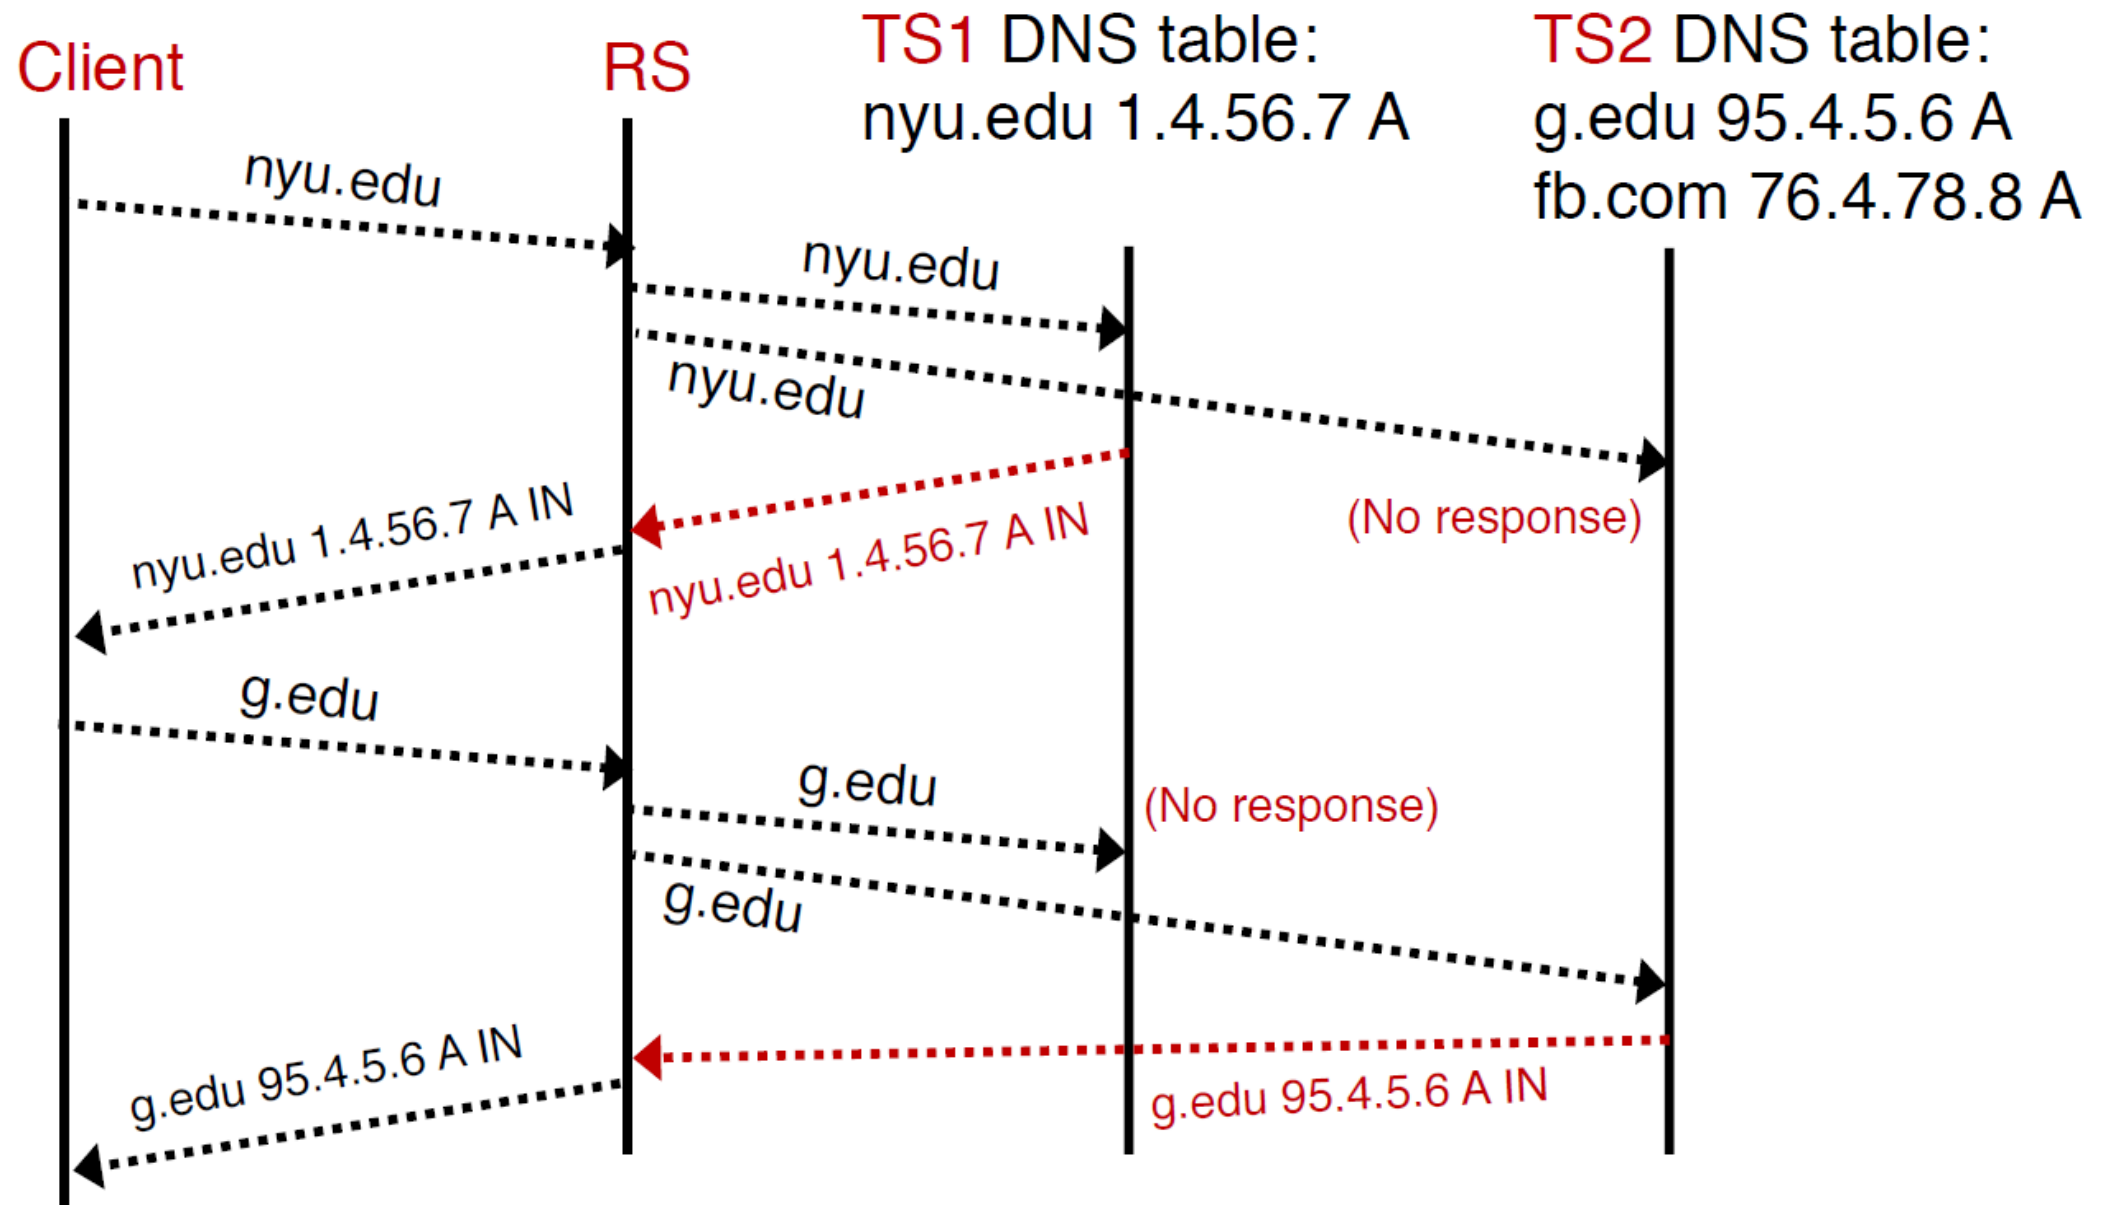 Client
RS
TS1 DNS table:
nyu.edu 1.4.56.7 A
TS2 DNS table:
g.edu 95.4.5.6 A
fb.com 76.4.78.8 A
nyu.edu
nyu.edu
nyu.edu
(No response)
nyu.edu 1.4.56.7 A IN
nyu.edu 1.4.56.7 A IN
g.edu
g.edu
(No response)
g.edu
g.edu 95.4.5.6 A IN
g.edu 95.4.5.6 A IN